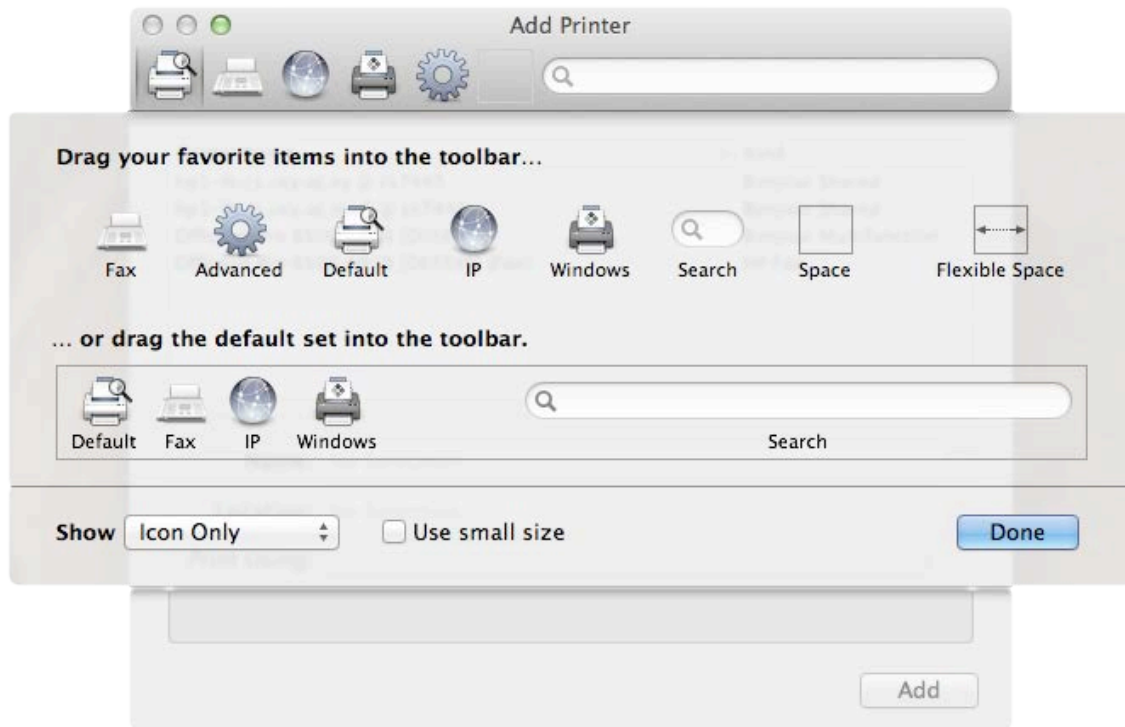 Add Printer
Drag your favorite items into the toolbar...
Fax Advanced Default IP Windows Search Space Flexible Space
... or drag the default set into the toolbar.
Default Fax IP Windows Search
Show Icon Only Use small size Done
Add